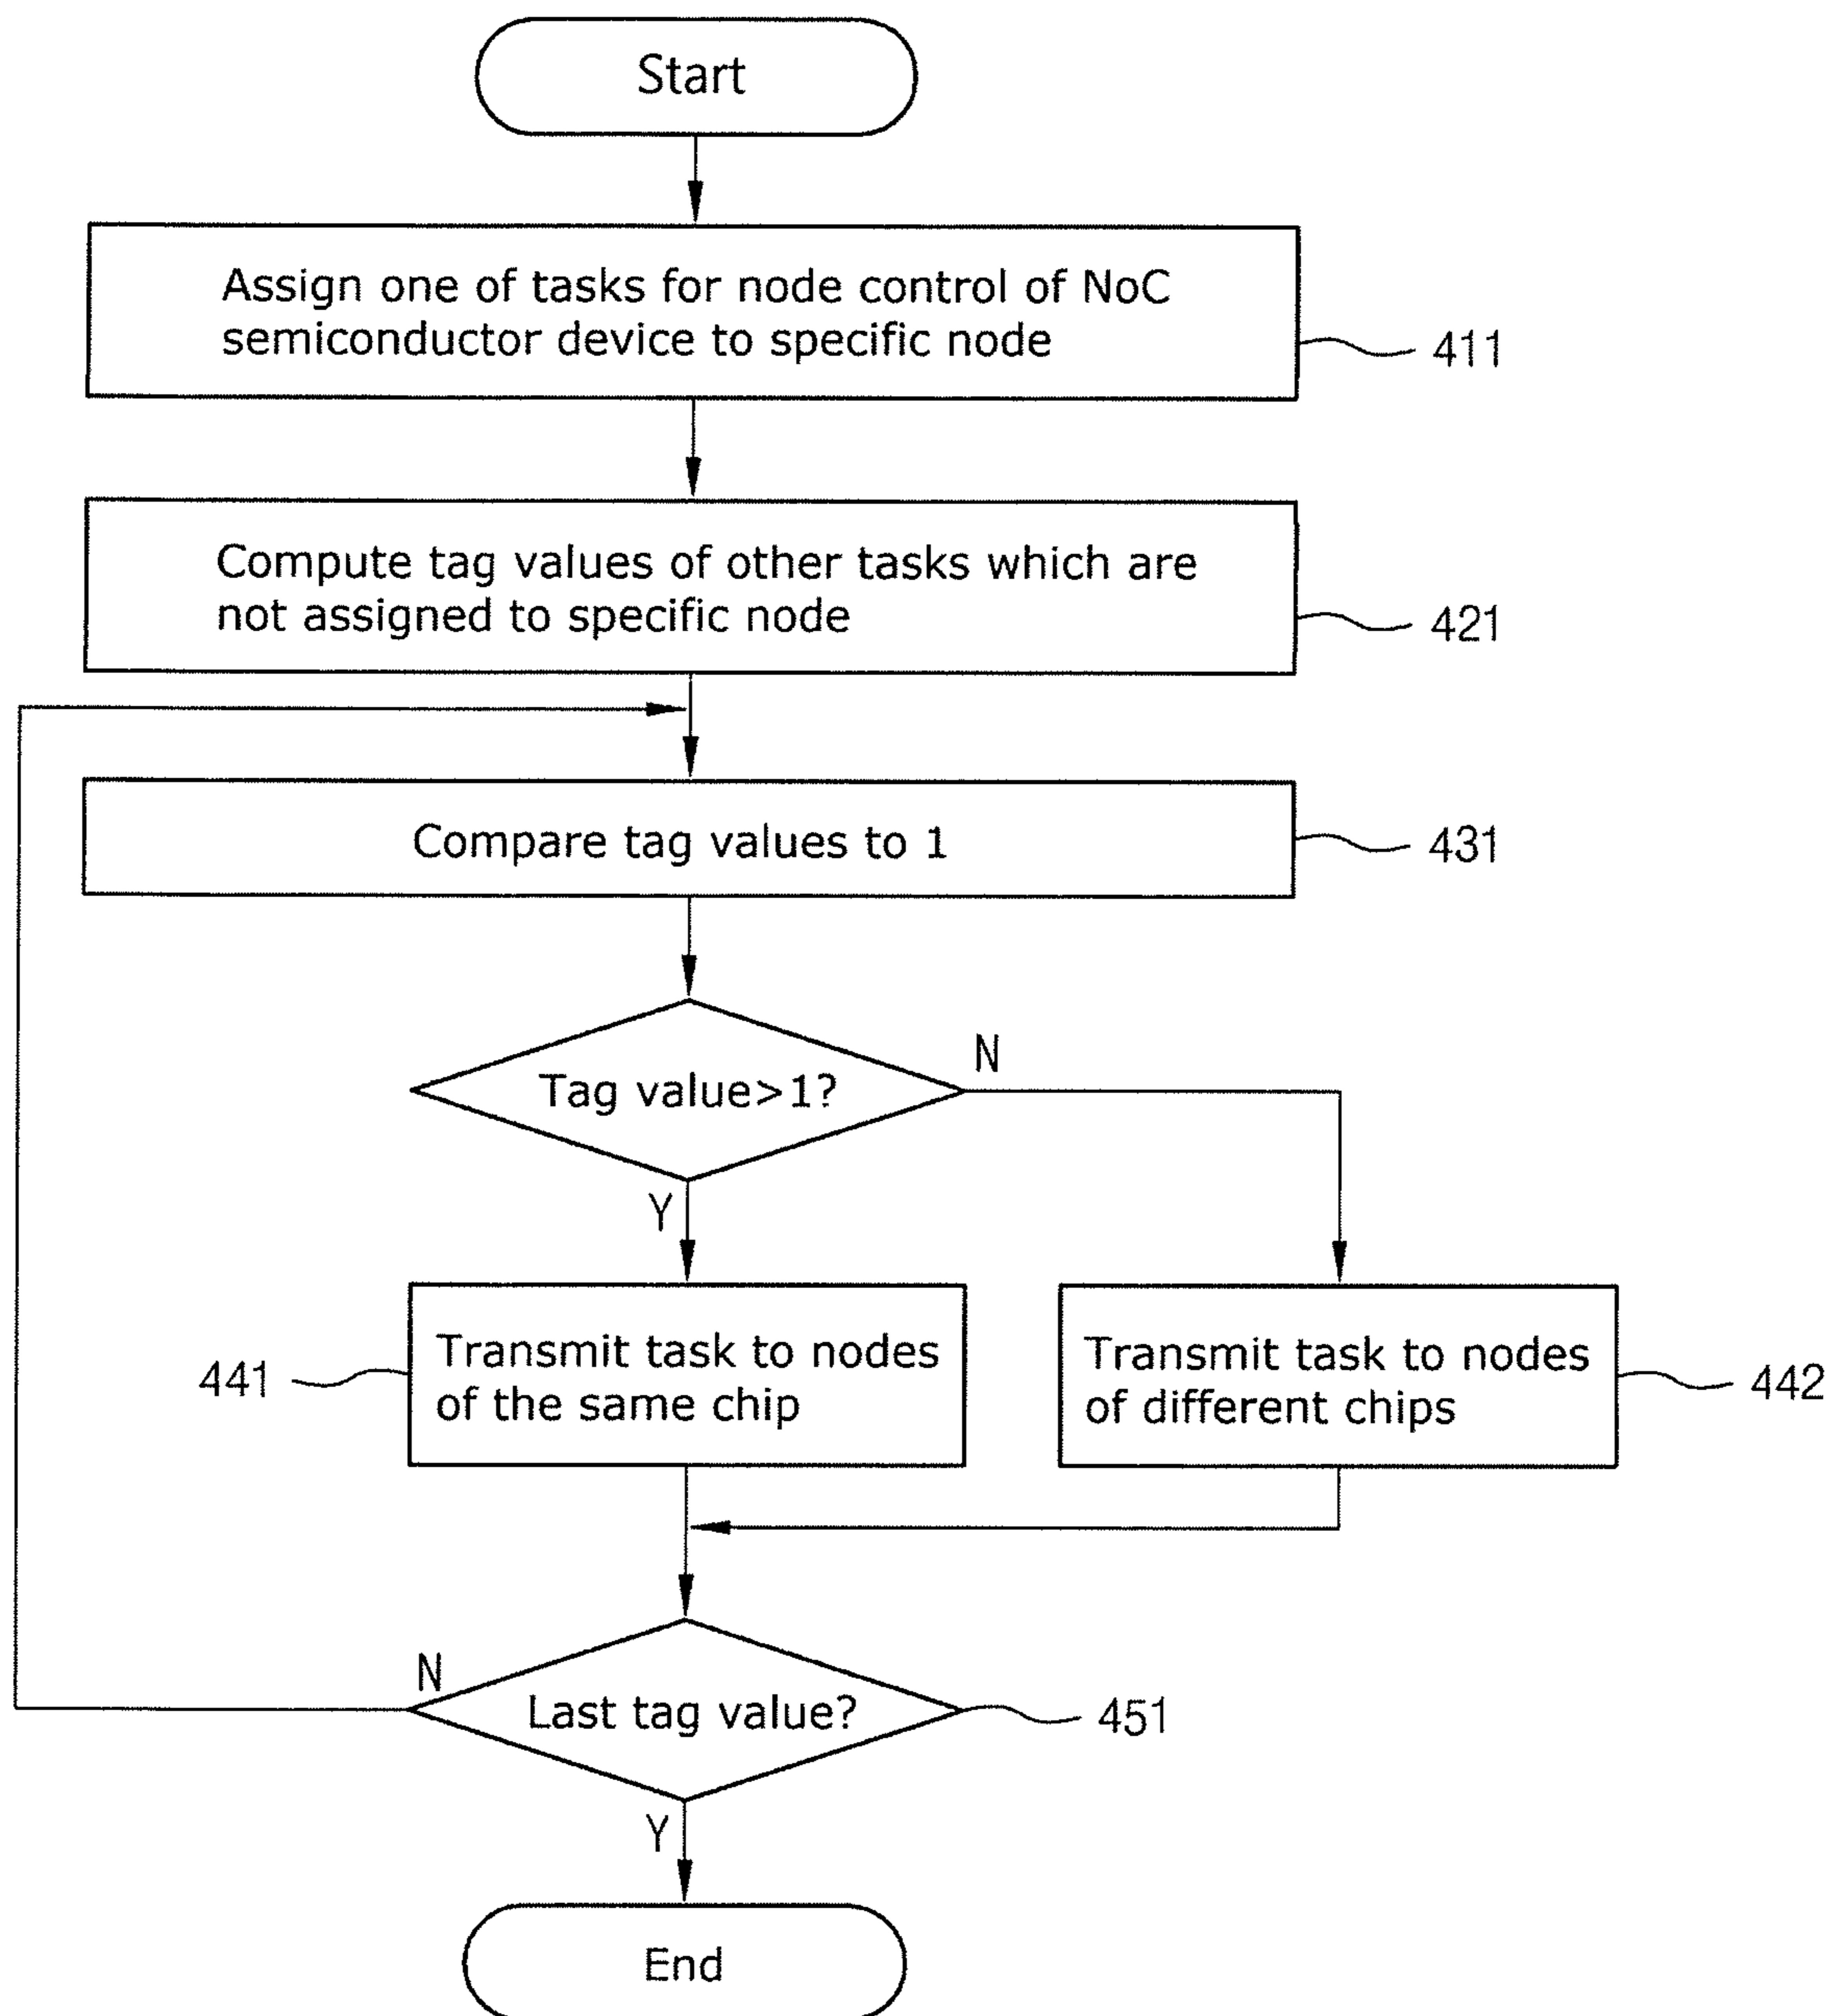 Start
Assign one of tasks for node control of NoC
semiconductor device to specific node
411
Compute tag values of other tasks which are
not assigned to specific node
421
Compare tag values to 1
431
Tag value>1?
N
Y
441
Transmit task to nodes
of the same chip
Transmit task to nodes
of different chips
442
N
Last tag value?
451
Y
End